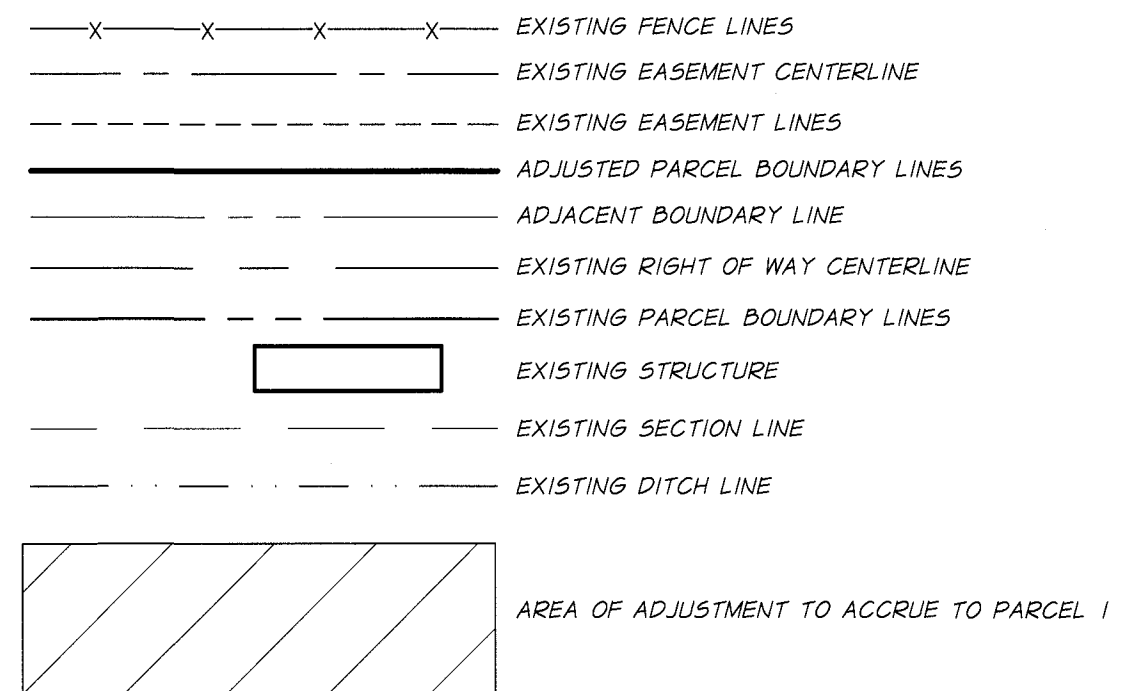 EXISTING FENCE LINES
EXISTING EASEMENT CENTERLINE
EXISTING EASEMENT LINES
ADJUSTED PARCEL BOUNDARY LINES
ADJACENT BOUNDARY LINE
EXISTING RIGHT OF WAY CENTERLINE
EXISTING PARCEL BOUNDARY LINES
EXISTING STRUCTURE
EXISTING SECTION LINE
EXISTING DITCH LINE
AREA OF ADJUSTMENT TO ACCRUE TO PARCEL 1